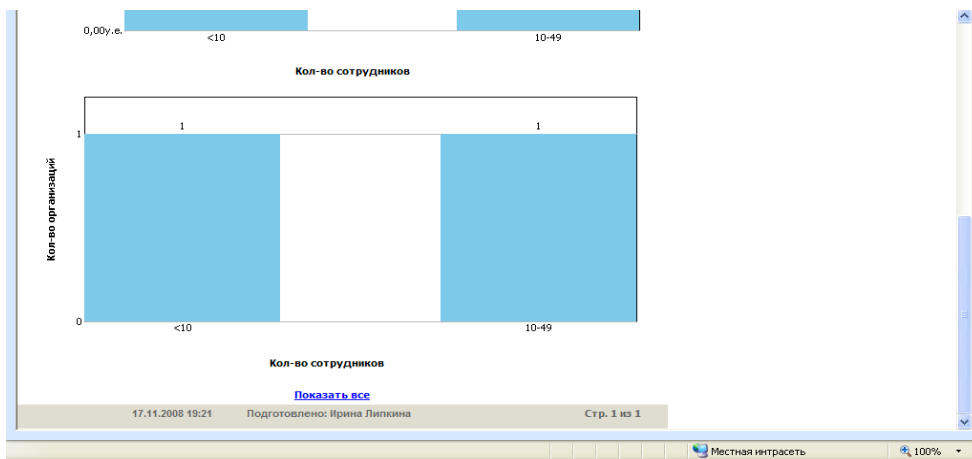 0,00y.e.
<10 10-49
Кол-во сотрудников
1 1
1
Кол-во организаций
0
<10 10-49
Кол-во сотрудников
Показать все
17.11.2008 19:21 Подготовлено: Ирина Липкина Стр. 1 из 1
Местная интрасеть 100%